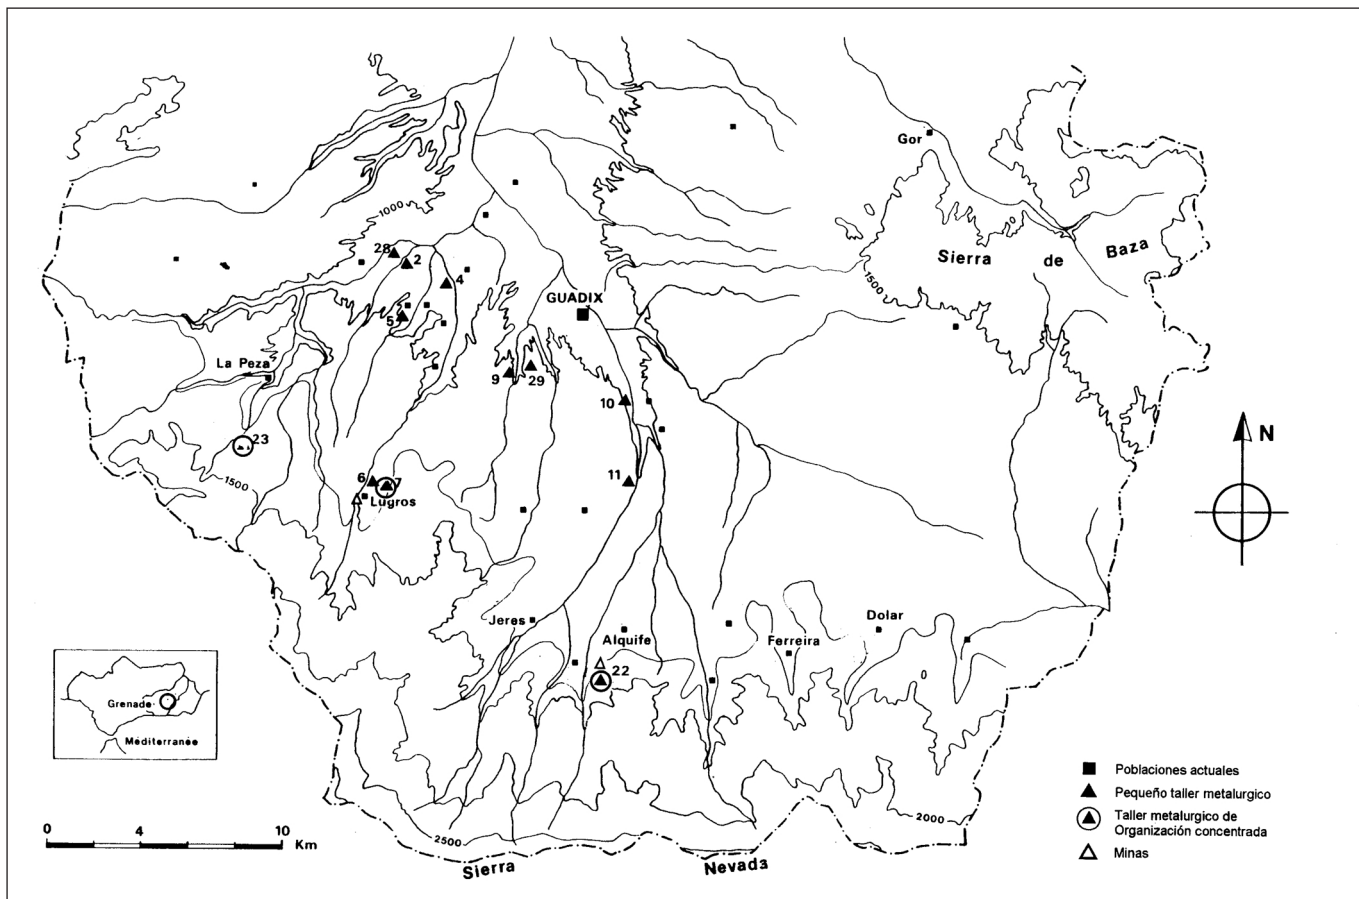 Gor
1000
28
2
4
Sierra de Baza
1500
GUADIX
5
La Peza
9
29
10
23
N
1500
6
7
11
Lugros
Jeres
Alquife
Ferreira
Dolar
22
Grenade
Méditerranée
Poblaciones actuales
Pequeño taller metalurgico
Taller metalurgico de
Organización concentrada
Minas
0 4 10
Km
2500
2000
Sierra Nevada